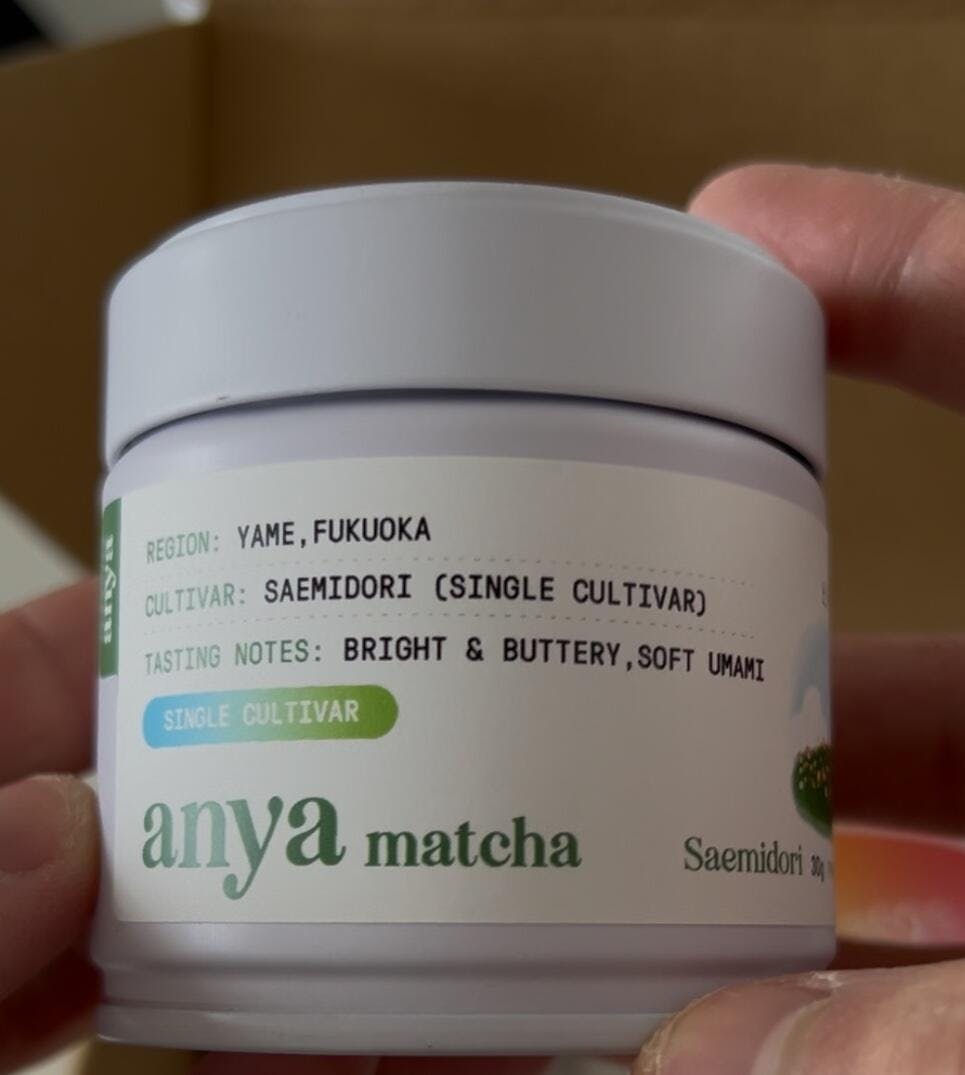 anya
REGION: YAME,FUKUOKA
CULTIVAR: SAEMIDORI (SINGLE CULTIVAR)
TASTING NOTES: BRIGHT & BUTTERY,SOFT UMAMI
SINGLE CULTIVAR
anya matcha
Saemidori 30g